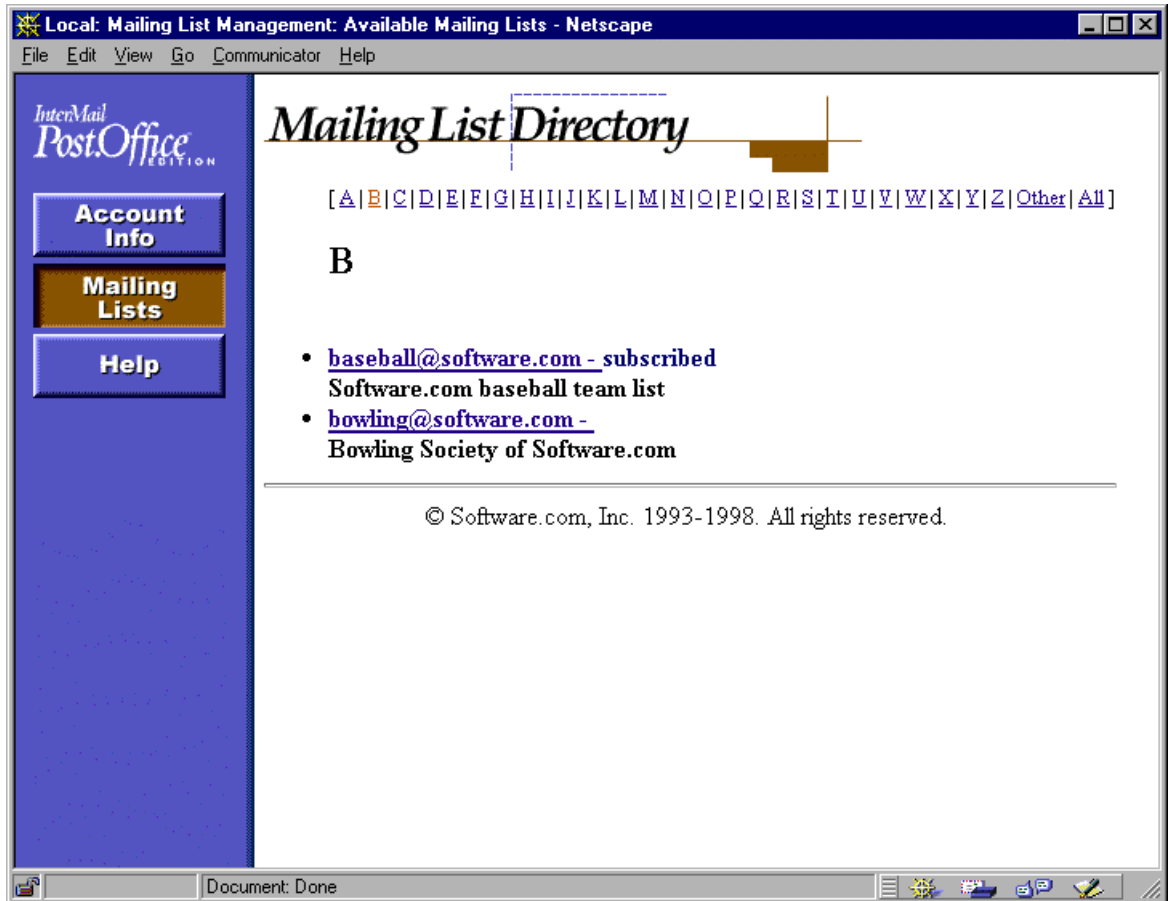 Local: Mailing List Management: Available Mailing Lists - Netscape
File Edit View Go Communicator Help
InterMail
Post.Office
EDITION
Account
Info
Mailing
Lists
Help
Mailing List Directory
[ A | B | C | D | E | F | G | H | I | J | K | L | M | N | O | P | Q | R | S | T | U | V | W | X | Y | Z | Other | All ]
B
• baseball@software.com - subscribed
Software.com baseball team list
• bowling@software.com -
Bowling Society of Software.com
© Software.com, Inc. 1993-1998. All rights reserved.
Document: Done